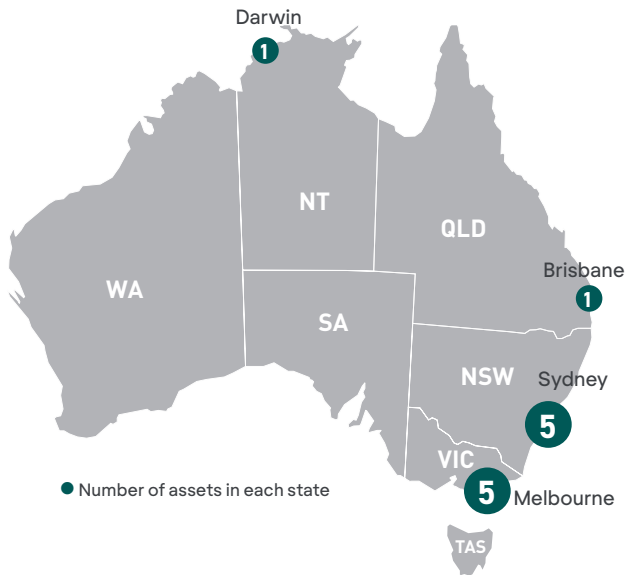 Darwin
1
NT
QLD
Brisbane
1
WA
SA
NSW
Sydney
5
VIC
5
Melbourne
Number of assets in each state
TAS